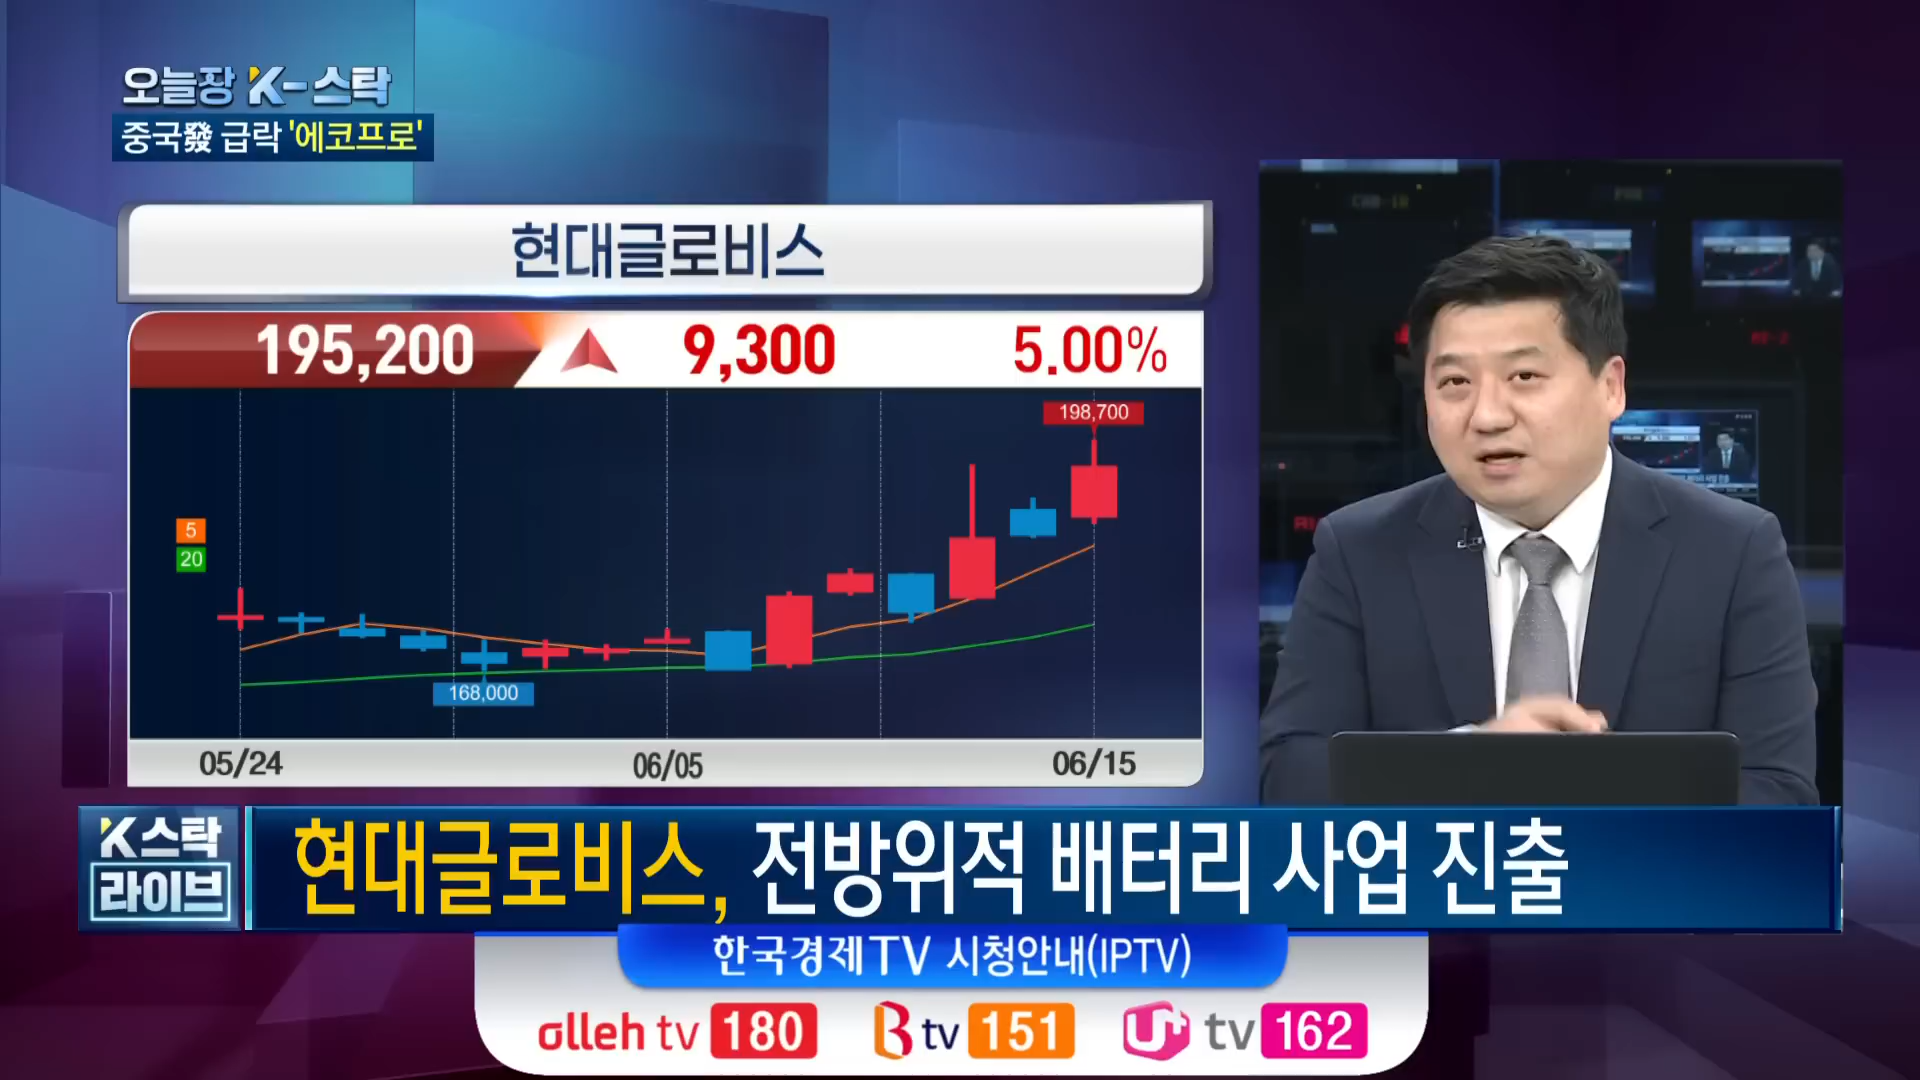 오늘장 K-스탁
중국發 급락 '에코프로'
현대글로비스
195,200 9,300 5.00%
198,700
5
20
168,000
05/24 06/05 06/15
K스탁
라이브
현대글로비스, 전방위적 배터리 사업 진출
한국경제TV 시청안내(IPTV)
olleh tv 180 B tv 151 U+ tv 162